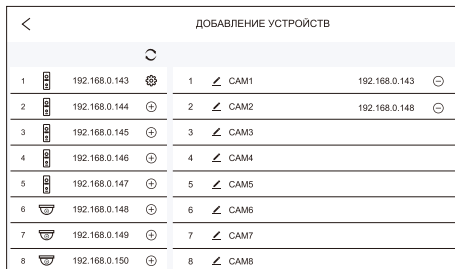 ДОБАВЛЕНИЕ УСТРОЙСТВ
1 192.168.0.143 1 CAM1 192.168.0.143
2 192.168.0.144 2 CAM2 192.168.0.148
3 192.168.0.145 3 CAM3
4 192.168.0.146 4 CAM4
5 192.168.0.147 5 CAM5
6 192.168.0.148 6 CAM6
7 192.168.0.149 7 CAM7
8 192.168.0.150 8 CAM8